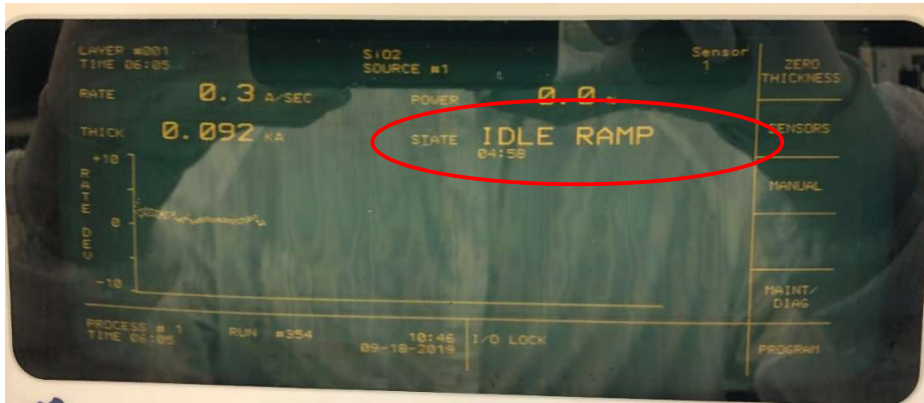 LAYER #001
TIME 06:05
SiO2
SOURCE #1
Sensor
1
RATE 0.3 A/SEC
POWER 0.0 %
THICK 0.092 KA
STATE IDLE RAMP
04:58
+10
RATE DEV
0
-10
PROCESS # 1
TIME 06:05
RUN #354
10:46
09-18-2019
I/O LOCK
ZERO
THICKNESS
SENSORS
MANUAL
MAINT/
DIAG
PROGRAM